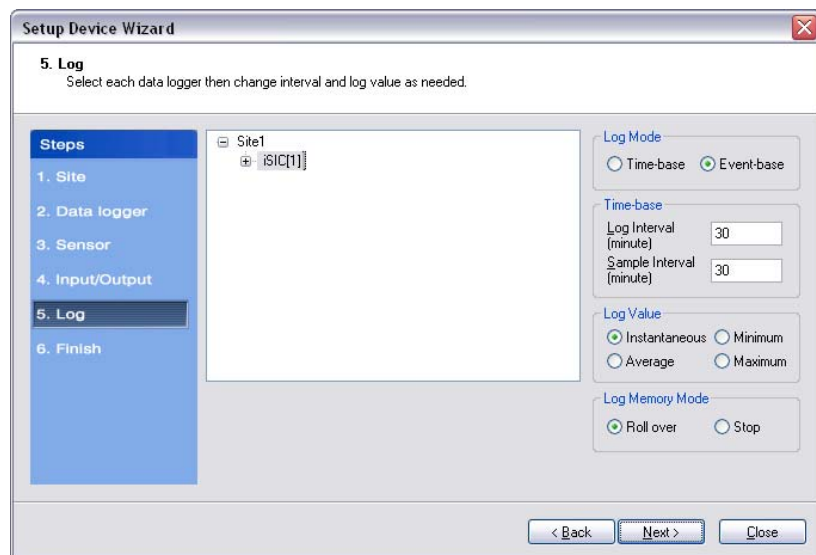 Setup Device Wizard
5. Log
Select each data logger then change interval and log value as needed.
Steps
1. Site
2. Data logger
3. Sensor
4. Input/Output
5. Log
6. Finish
Site1
iSIC[1]
Log Mode
Time-base Event-base
Time-base
Log Interval (minute) 30
Sample Interval (minute) 30
Log Value
Instantaneous Minimum
Average Maximum
Log Memory Mode
Roll over Stop
< Back Next > Close